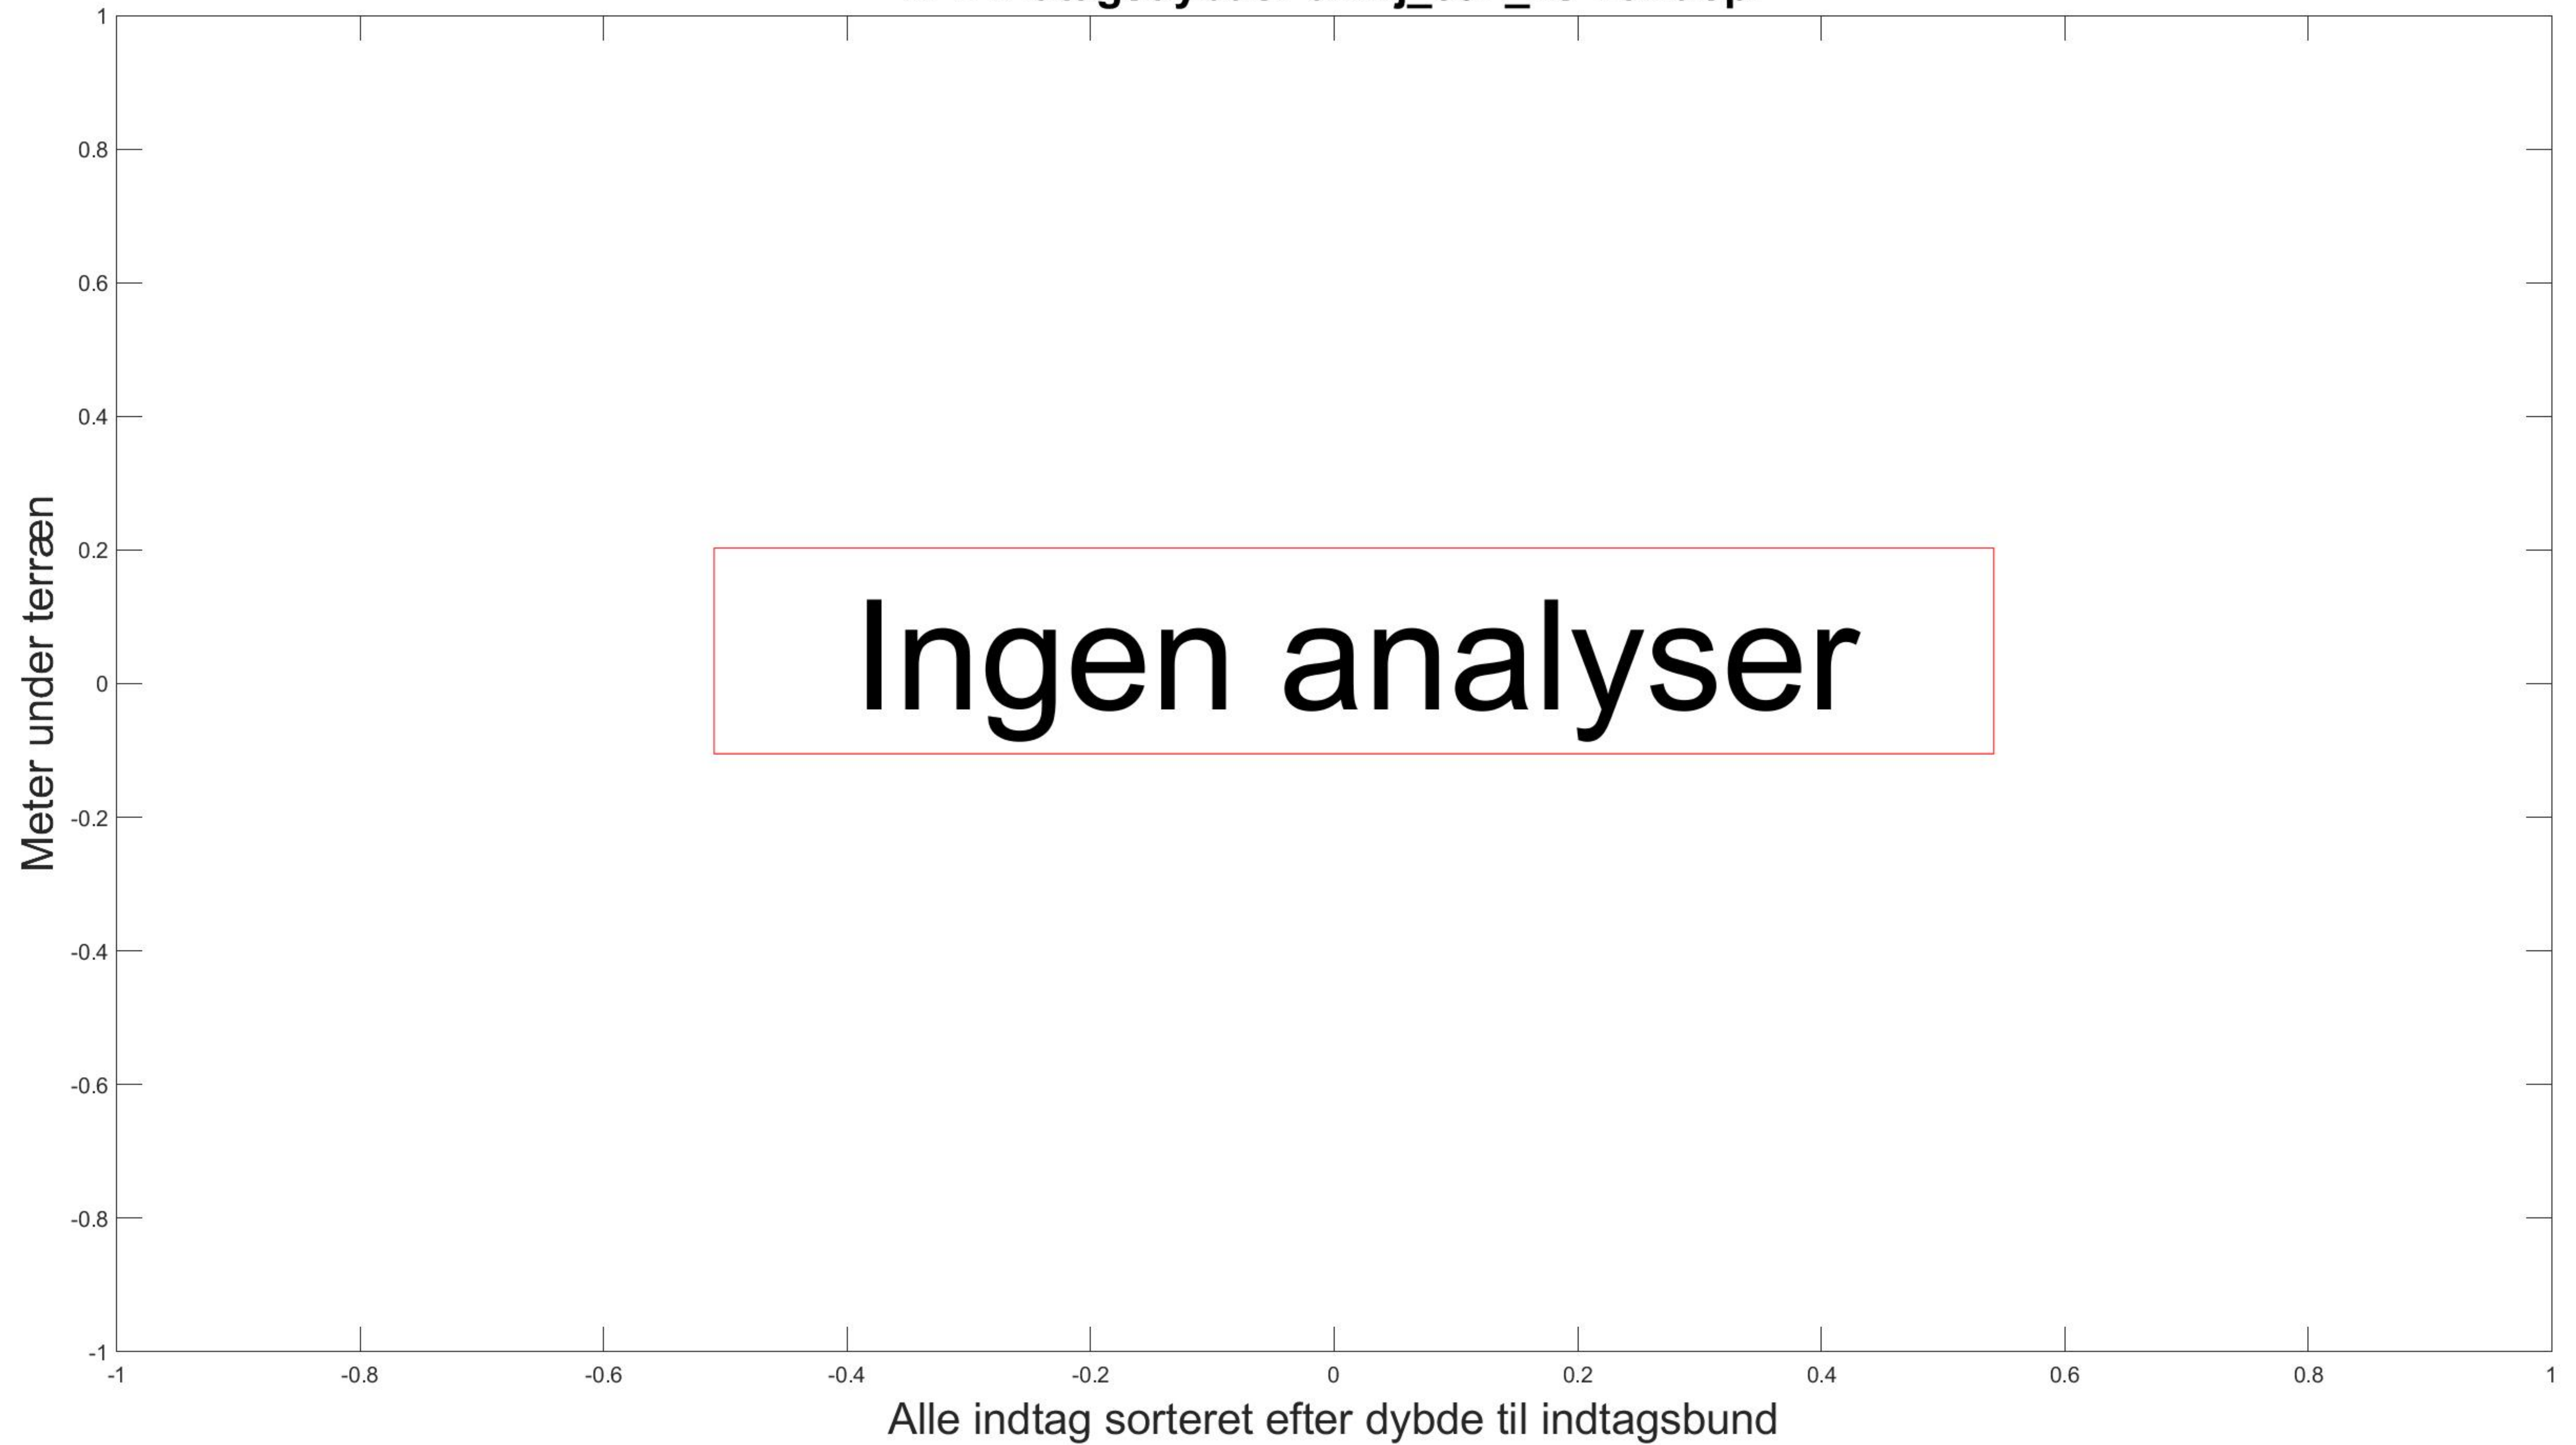 1
0.8
0.6
0.4
0.2
0
-0.2
-0.4
-0.6
-0.8
-1
Meter under terræn
Ingen analyser
-1 -0.8 -0.6 -0.4 -0.2 0 0.2 0.4 0.6 0.8 1
Alle indtag sorteret efter dybde til indtagsbund